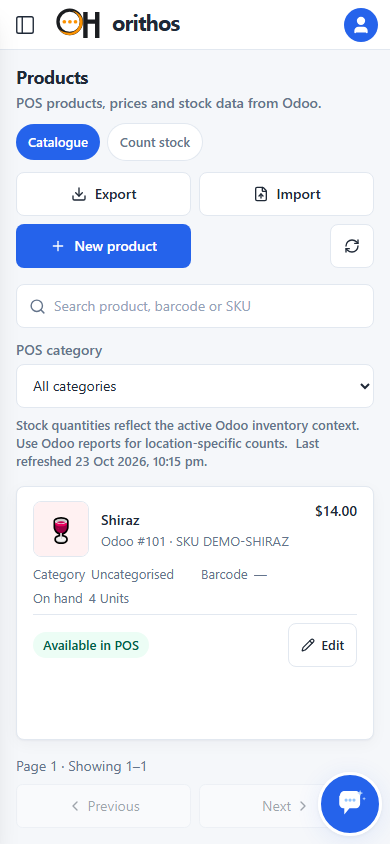 OH orithos
Products
POS products, prices and stock data from Odoo.
Catalogue
Count stock
Export
Import
New product
Search product, barcode or SKU
POS category
All categories
Stock quantities reflect the active Odoo inventory context.
Use Odoo reports for location-specific counts. Last
refreshed 23 Oct 2026, 10:15 pm.
Shiraz
$14.00
Odoo #101 · SKU DEMO-SHIRAZ
Category Uncategorised Barcode —
On hand 4 Units
Available in POS
Edit
Page 1 · Showing 1–1
Previous
Next